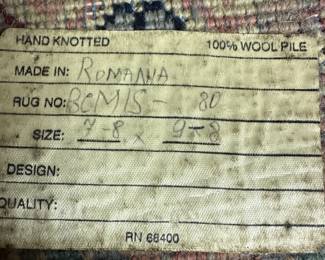 HAND KNOTTED 100% WOOL PILE
MADE IN: ROMANIA
RUG NO: BCMIS - 80
SIZE: 7-8 x 9-8
DESIGN:
QUALITY:
RN 68400